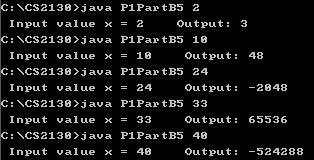 C:\CS2130>java P1PartB5 2
Input value x = 2 Output: 3
C:\CS2130>java P1PartB5 10
Input value x = 10 Output: 48
C:\CS2130>java P1PartB5 24
Input value x = 24 Output: -2048
C:\CS2130>java P1PartB5 33
Input value x = 33 Output: 65536
C:\CS2130>java P1PartB5 40
Input value x = 40 Output: -524288